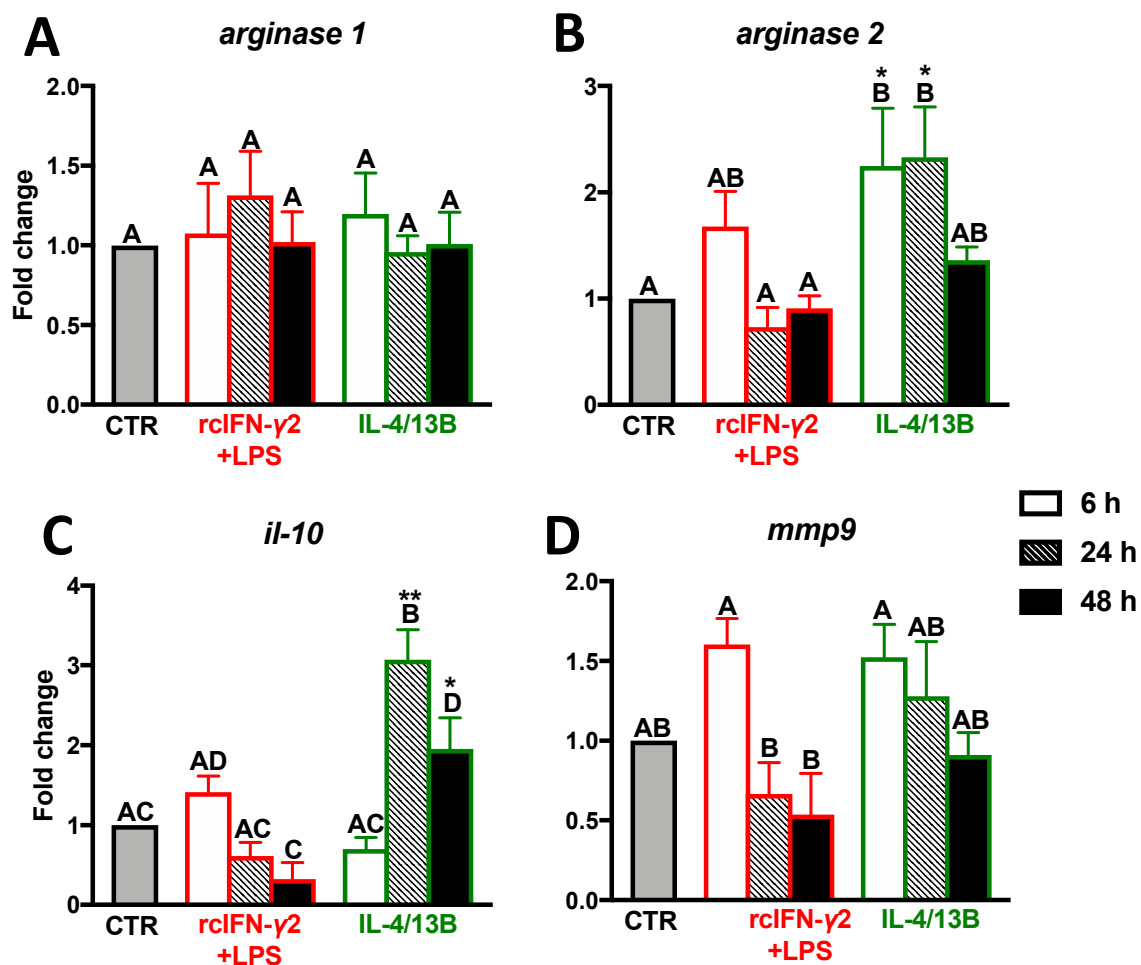 A
arginase 1
Fold change
2.0
1.5
1.0
0.5
0.0
A
A
A
A
A
A
A
CTR
rcIFN-γ2
+LPS
IL-4/13B
B
arginase 2
3
2
1
0
A
AB
A
A
*
B
*
B
AB
CTR
rcIFN-γ2
+LPS
IL-4/13B
6 h
24 h
48 h
C
il-10
Fold change
4
3
2
1
0
AC
AD
AC
C
AC
**
B
*
D
CTR
rcIFN-γ2
+LPS
IL-4/13B
D
mmp9
2.0
1.5
1.0
0.5
0.0
AB
A
B
B
A
AB
AB
CTR
rcIFN-γ2
+LPS
IL-4/13B